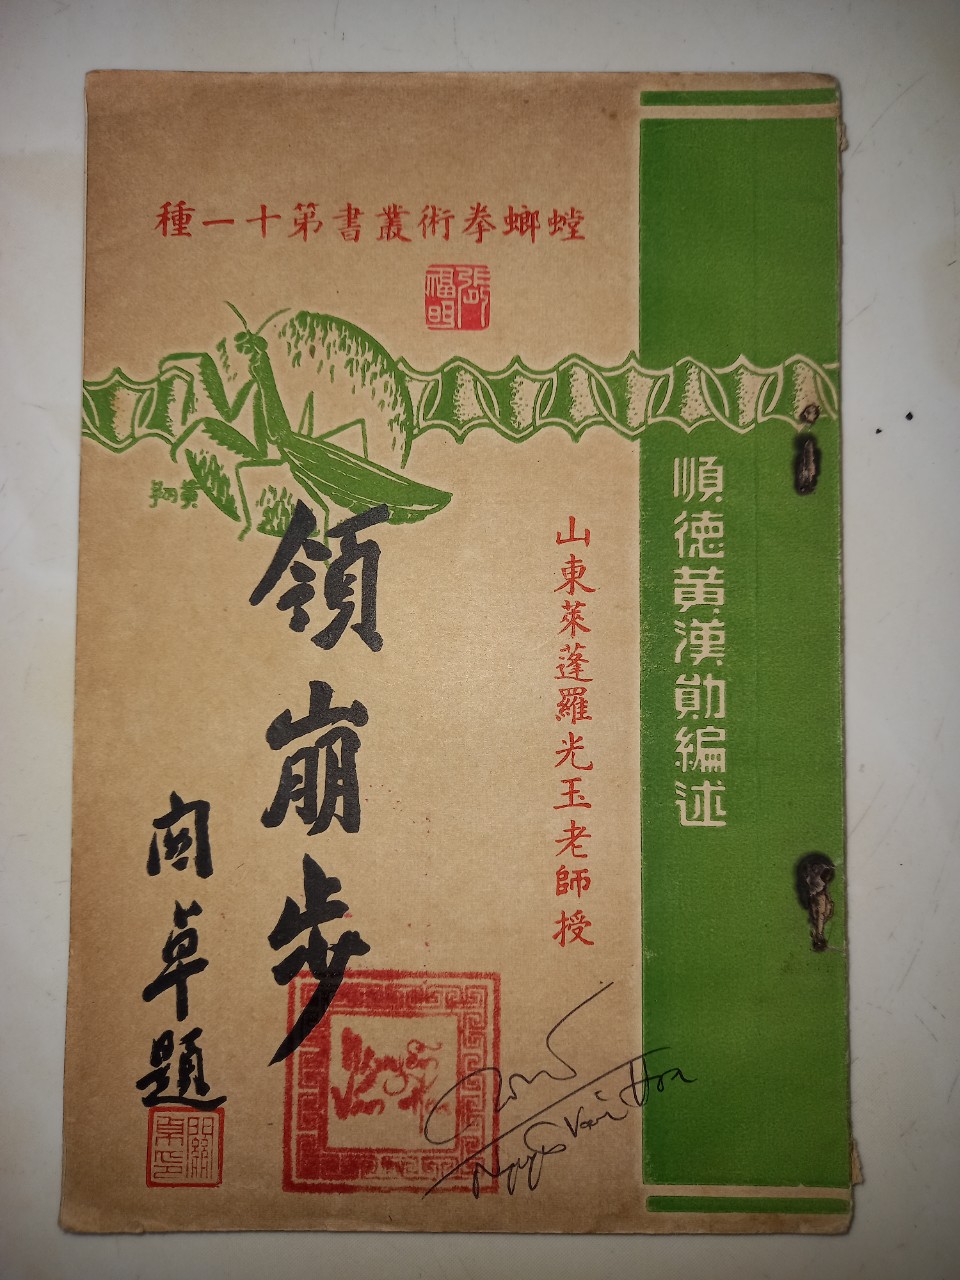 螳螂拳術叢書第十一種
順德黃漢勛編述
山東萊蓬羅光玉老師授
領崩步
關卓題